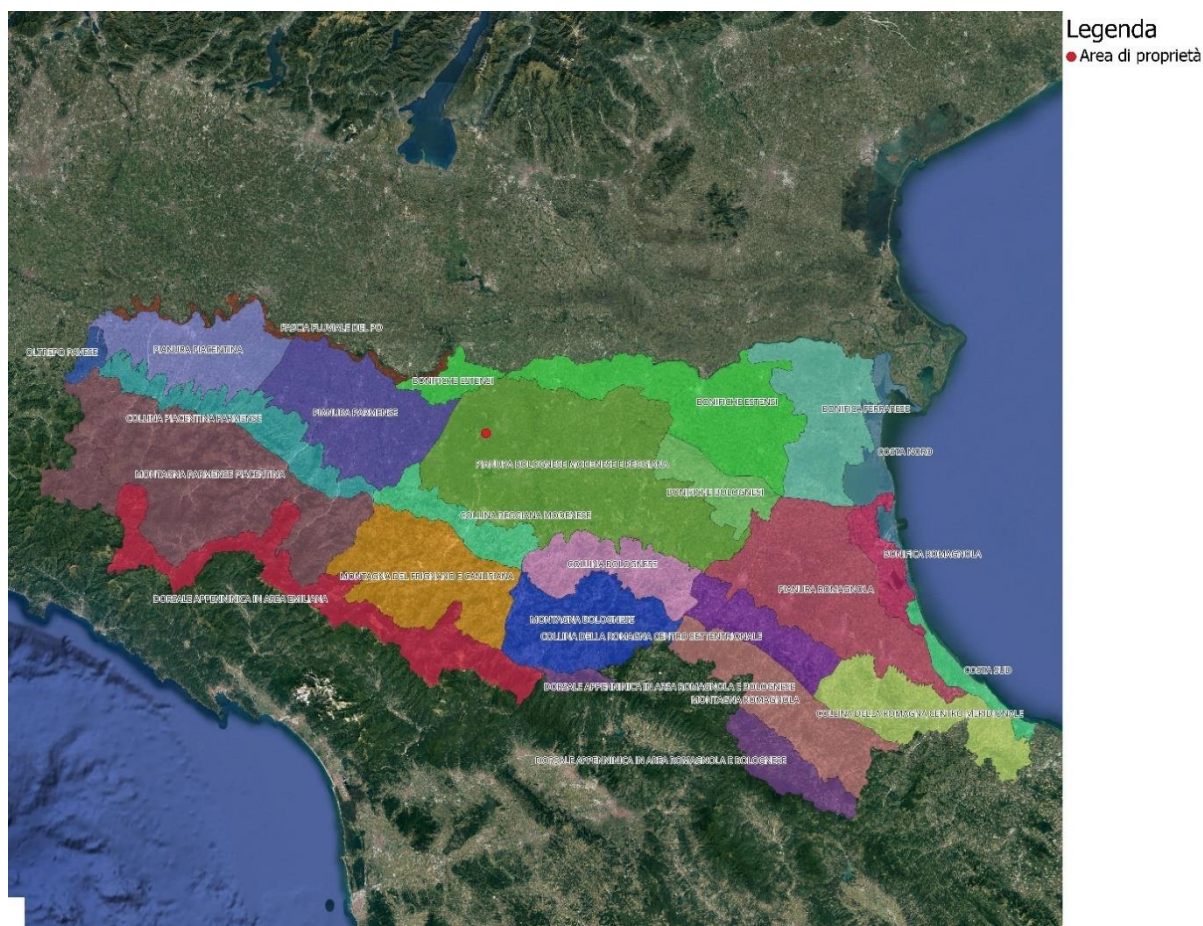 Legenda
Area di proprietà
FASCIA FLUVIALE DEL PO
PIANURA PIACENTINA
OLTREPO PAVESE
BONIFICHE ESTENSI
BONIFICHE ESTENSI
BONIFICA FERRARESE
PIANURA PARMENSE
COLLINA PIACENTINA PARMENSE
COSTA NORD
PIANURA BOLOGNESE MODENESE E REGGIANA
MONTAGNA PARMENSE PIACENTINA
BONIFICHE BOLOGNESI
COLLINA REGGIANA MODENESE
BONIFICA ROMAGNOLA
COLLINA BOLOGNESE
MONTAGNA DEL FRIGNANO E CANUSIANA
PIANURA ROMAGNOLA
DORSALE APPENNINICA IN AREA EMILIANA
MONTAGNA BOLOGNESE
COLLINA DELLA ROMAGNA CENTRO SETTENTRIONALE
COSTA SUD
DORSALE APPENNINICA IN AREA ROMAGNOLA E BOLOGNESE
MONTAGNA ROMAGNOLA
COLLINA DELLA ROMAGNA CENTRO MERIDIONALE
DORSALE APPENNINICA IN AREA ROMAGNOLA E BOLOGNESE